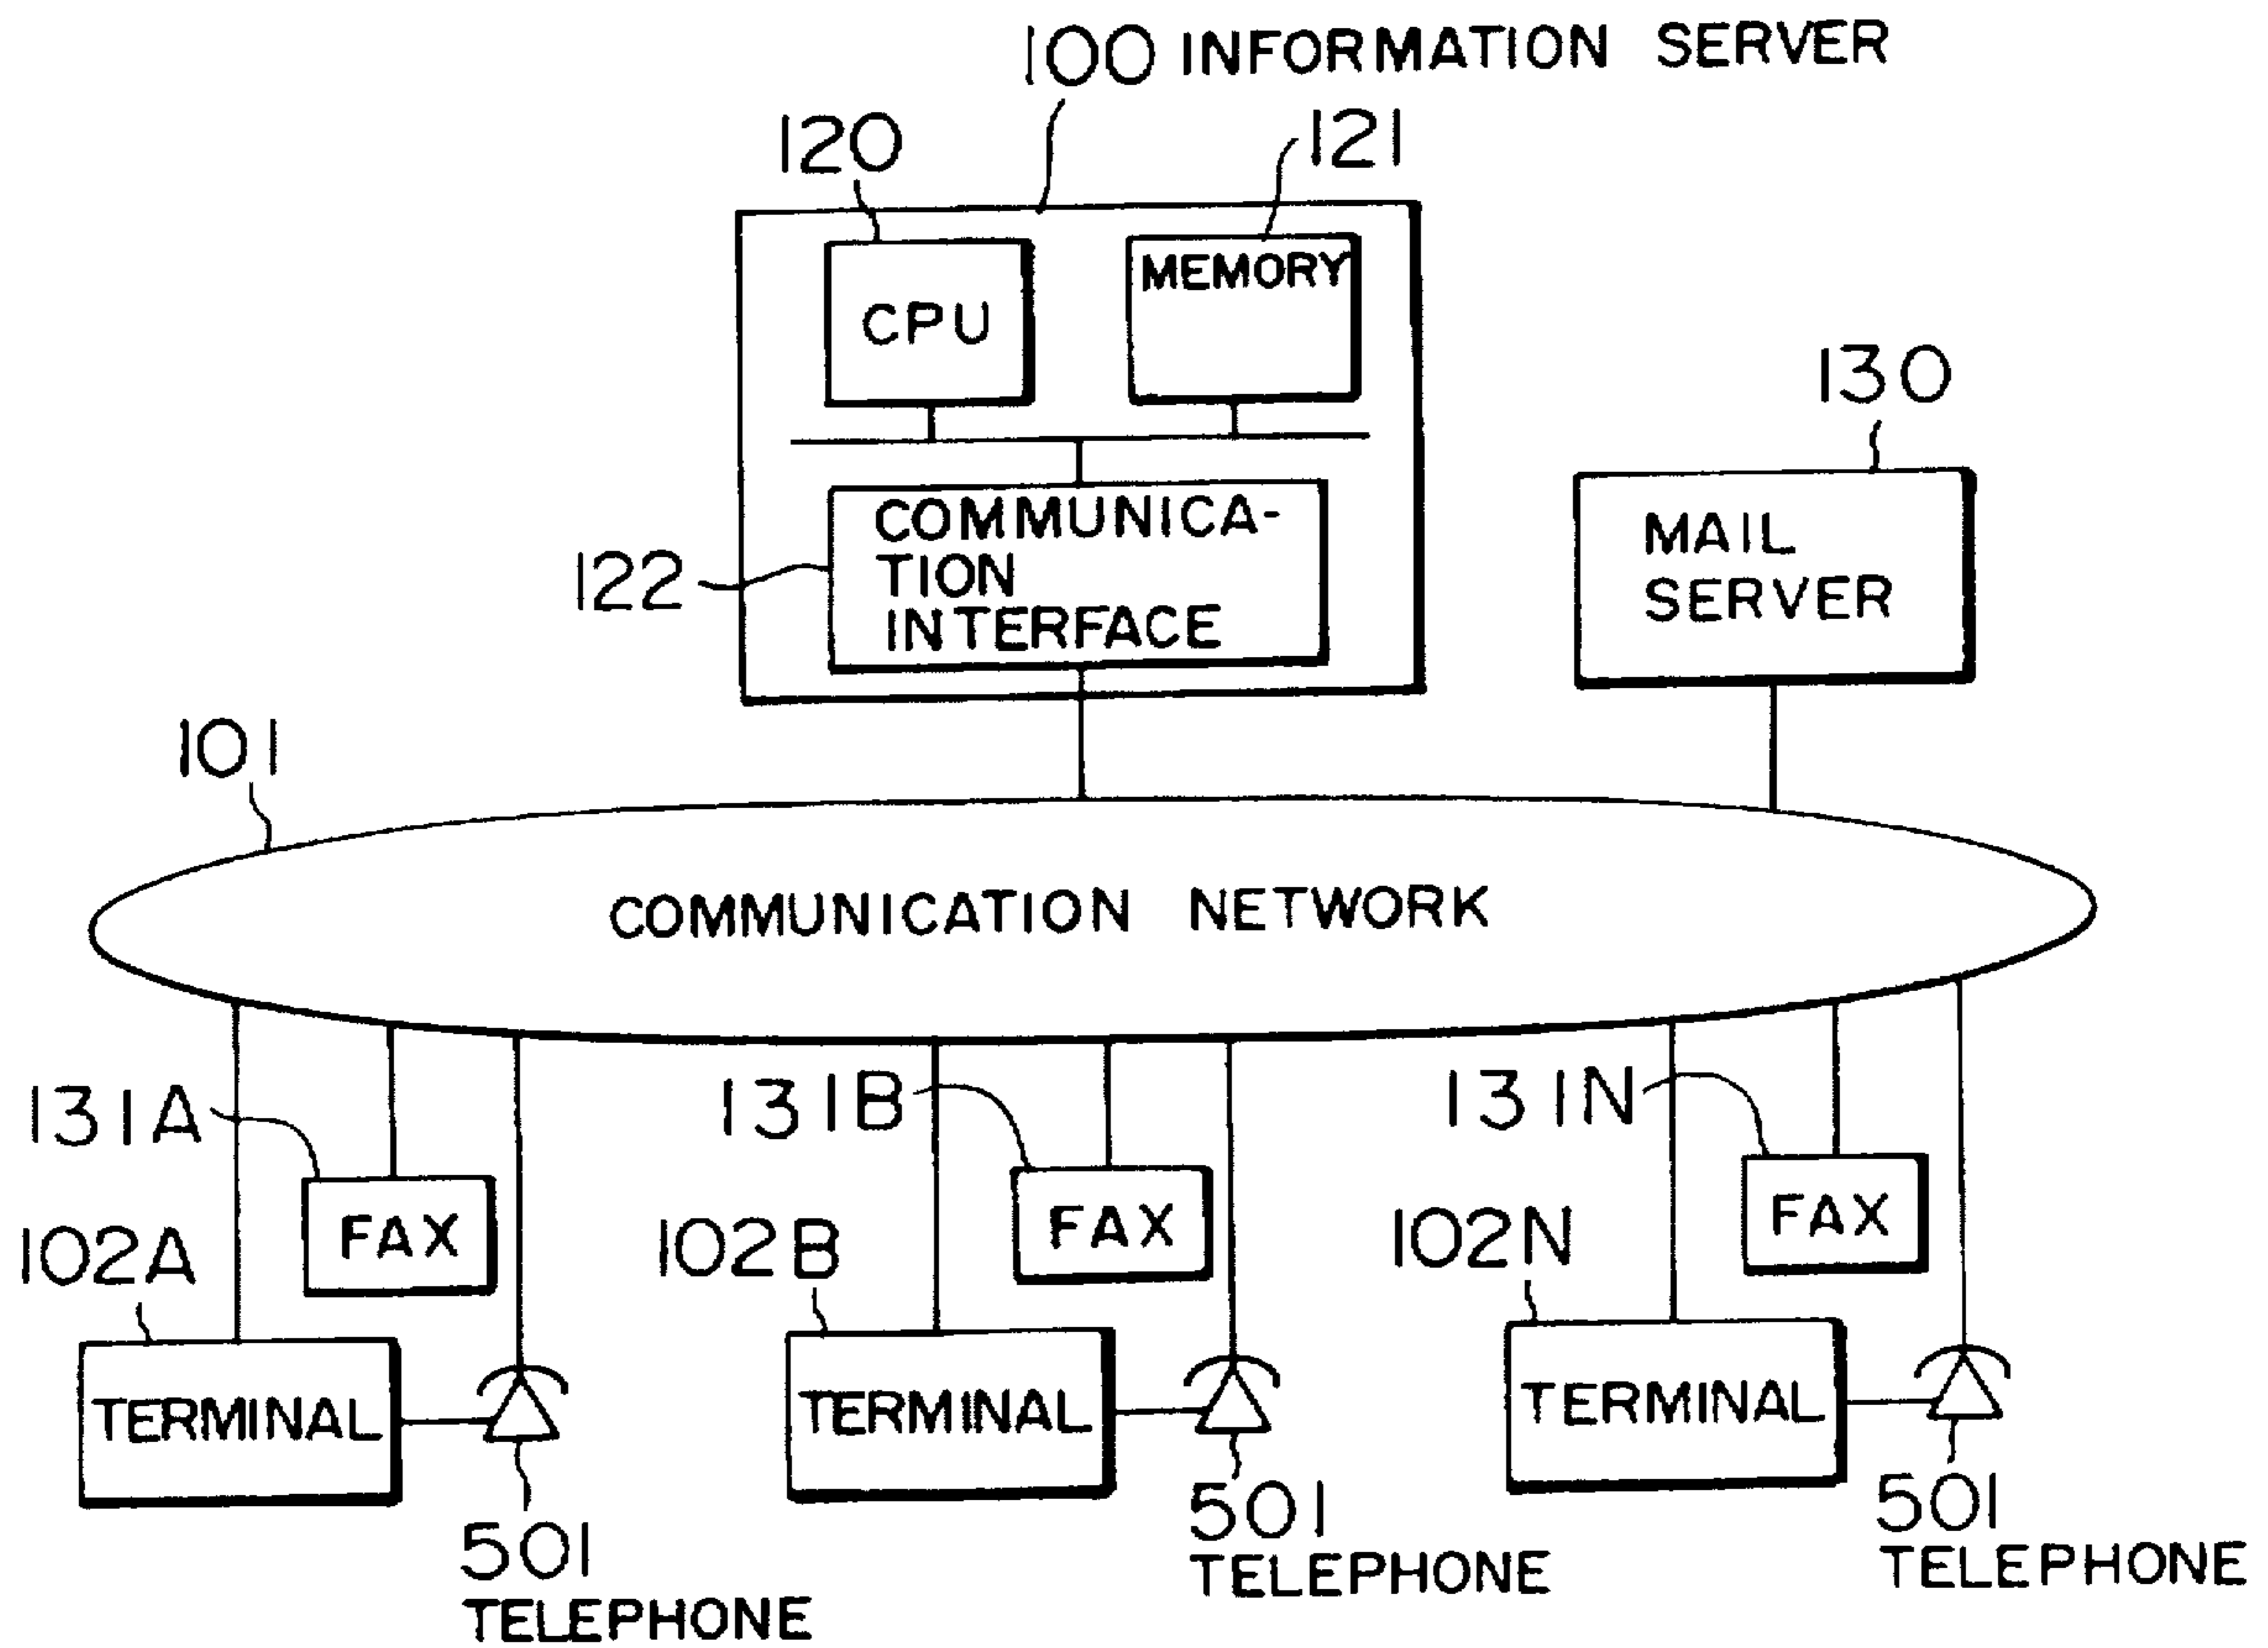 100 INFORMATION SERVER
120
121
CPU
MEMORY
130
COMMUNICA-
TION
INTERFACE
122
MAIL
SERVER
101
COMMUNICATION NETWORK
131A
131B
131N
FAX
FAX
FAX
102A
102B
102N
TERMINAL
TERMINAL
TERMINAL
501
TELEPHONE
501
TELEPHONE
501
TELEPHONE